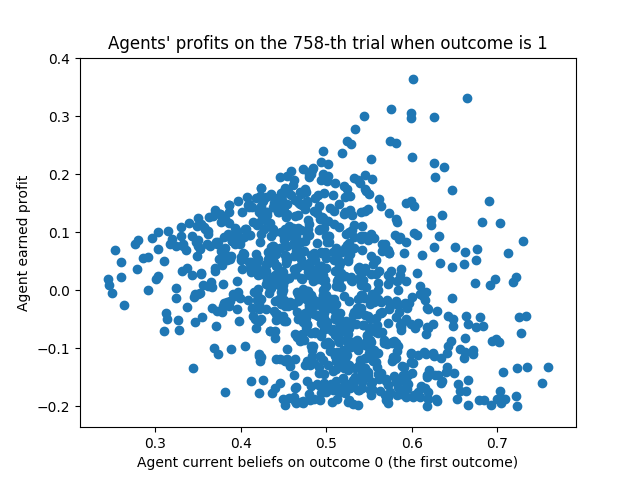 Agents' profits on the 758-th trial when outcome is 1
0.4
0.3
0.2
0.1
0.0
−0.1
−0.2
Agent earned profit
0.3 0.4 0.5 0.6 0.7
Agent current beliefs on outcome 0 (the first outcome)